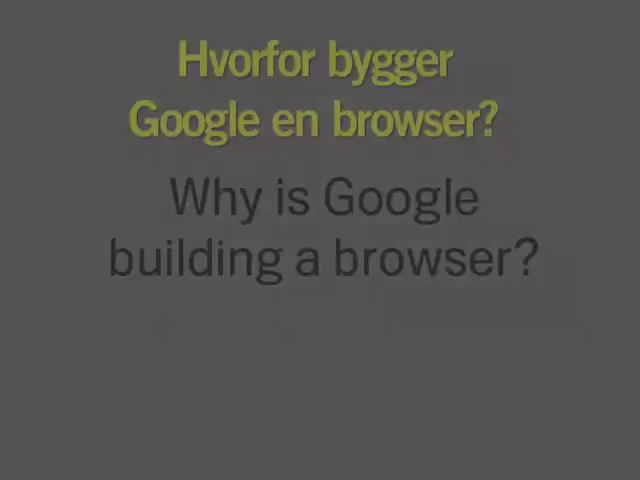 Hvorfor bygger
Google en browser?
Why is Google
building a browser?